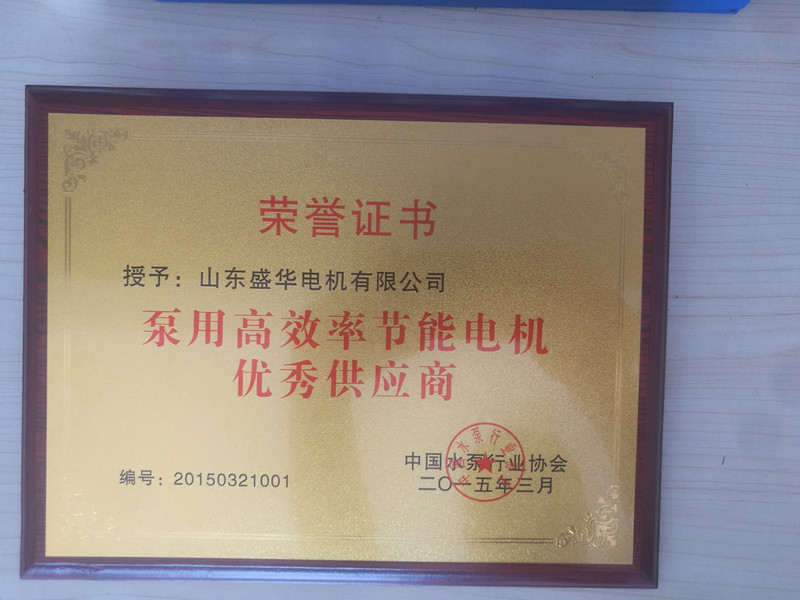 荣誉证书
授予：山东盛华电机有限公司
泵用高效率节能电机
优秀供应商
编号：20150321001
中国水泵行业协会
二〇一五年三月